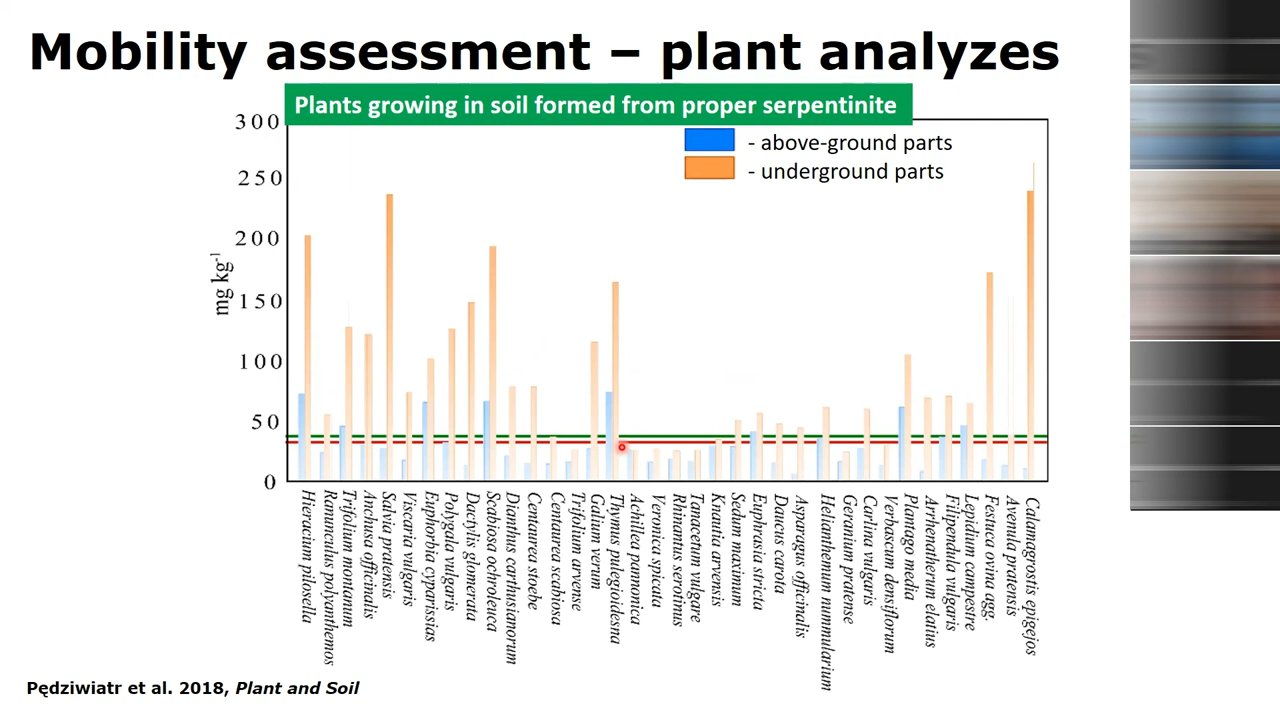 Mobility assessment – plant analyzes
Plants growing in soil formed from proper serpentinite
- above-ground parts
- underground parts
mg kg-1
300
250
200
150
100
50
0
Hieracium pilosella
Ranunculus polyanthemos
Trifolium montanum
Anchusa officinalis
Salvia pratensis
Viscaria vulgaris
Euphorbia cyparissias
Polygala vulgaris
Dactylis glomerata
Scabiosa ochroleuca
Dianthus carthusianorum
Centaurea stoebe
Centaurea scabiosa
Trifolium arvense
Galium verum
Thymus pulegioidesna
Achillea pannonica
Veronica spicata
Rhinantus serotinus
Tanacetum vulgare
Knautia arvensis
Sedum maximum
Euphrasia stricta
Daucus carota
Asparagus officinalis
Helianthemum nummularium
Geranium pratense
Carlina vulgaris
Verbascum densiflorum
Plantago media
Arrhenatherum elatius
Filipendula vulgaris
Lepidium campestre
Festuca ovina agg.
Avenula pratensis
Calamagrostis epigejos
Pędziwiatr et al. 2018, Plant and Soil